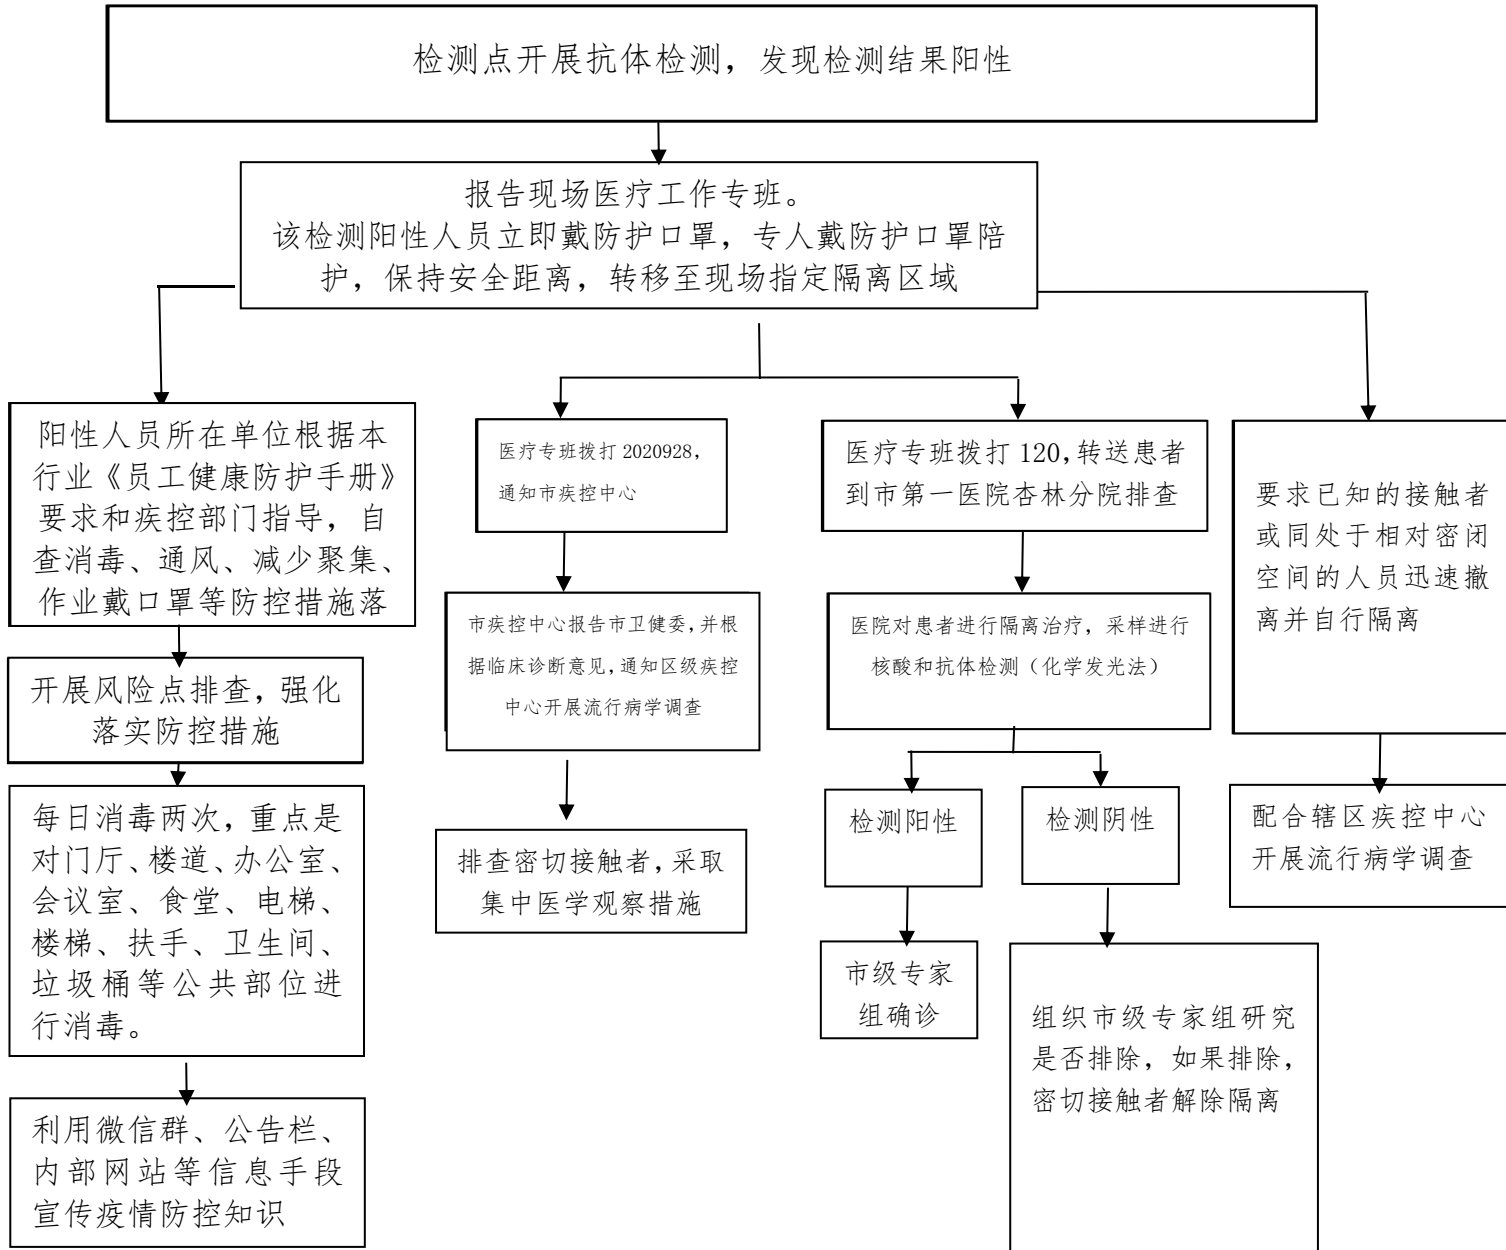 检测点开展抗体检测，发现检测结果阳性
报告现场医疗工作专班。
该检测阳性人员立即戴防护口罩，专人戴防护口罩陪
护，保持安全距离，转移至现场指定隔离区域
阳性人员所在单位根据本
行业《员工健康防护手册》
要求和疾控部门指导，自
查消毒、通风、减少聚集、
作业戴口罩等防控措施落
开展风险点排查，强化
落实防控措施
每日消毒两次，重点是
对门厅、楼道、办公室、
会议室、食堂、电梯、
楼梯、扶手、卫生间、
垃圾桶等公共部位进
行消毒。
利用微信群、公告栏、
内部网站等信息手段
宣传疫情防控知识
医疗专班拨打 2020928，
通知市疾控中心
市疾控中心报告市卫健委，并根
据临床诊断意见，通知区级疾控
中心开展流行病学调查
排查密切接触者，采取
集中医学观察措施
医疗专班拨打 120，转送患者
到市第一医院杏林分院排查
医院对患者进行隔离治疗，采样进行
核酸和抗体检测（化学发光法）
检测阳性
市级专家
组确诊
检测阴性
组织市级专家组研究
是否排除，如果排除，
密切接触者解除隔离
要求已知的接触者
或同处于相对密闭
空间的人员迅速撤
离并自行隔离
配合辖区疾控中心
开展流行病学调查